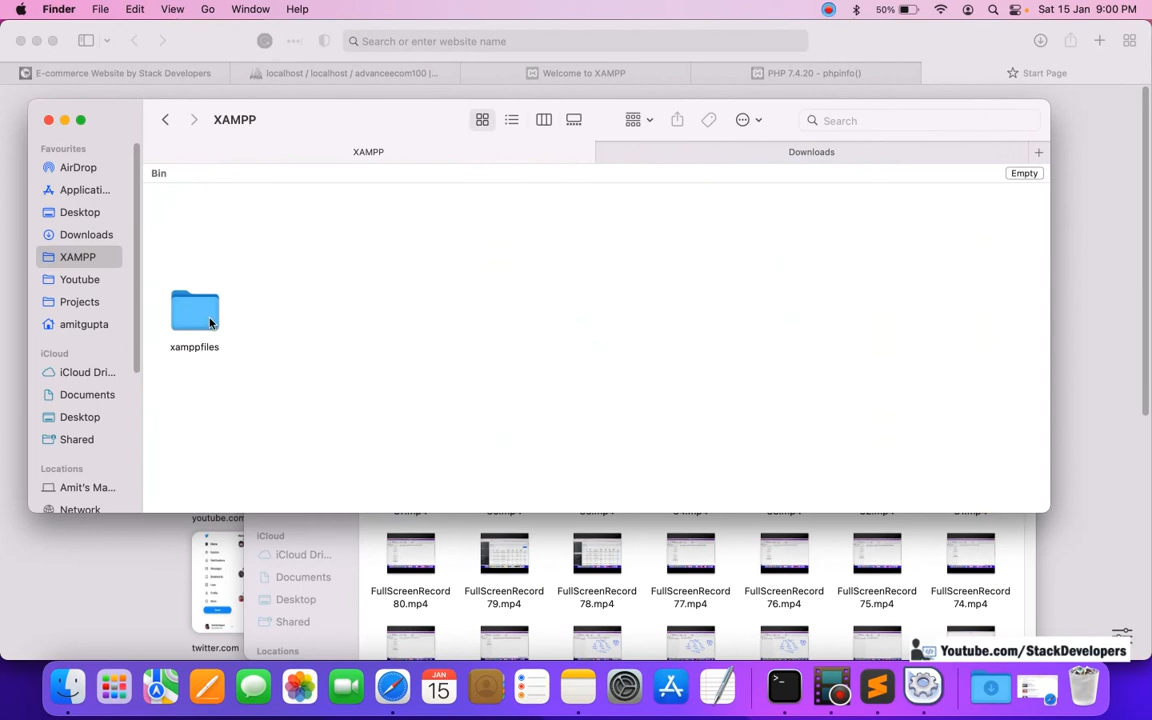 Finder File Edit View Go Window Help
50% Sat 15 Jan 9:00 PM
Search or enter website name
E-commerce Website by Stack Developers
localhost / localhost / advanceecom100 |...
Welcome to XAMPP
PHP 7.4.20 - phpinfo()
Start Page
XAMPP
Search
XAMPP
Downloads
Bin
Empty
Favourites
AirDrop
Applicati...
Desktop
Downloads
XAMPP
Youtube
Projects
amitgupta
iCloud
iCloud Dri...
Documents
Desktop
Shared
Locations
Amit's Ma...
Network
xamppfiles
youtube.com
twitter.com
iCloud
iCloud Dri...
Documents
Desktop
Shared
Locations
FullScreenRecord
80.mp4
FullScreenRecord
79.mp4
FullScreenRecord
78.mp4
FullScreenRecord
77.mp4
FullScreenRecord
76.mp4
FullScreenRecord
75.mp4
FullScreenRecord
74.mp4
Youtube.com/StackDevelopers
JAN
15